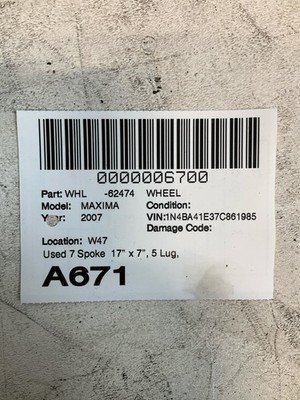 0000006700
Part: WHL -62474 WHEEL
Model: MAXIMA Condition:
Year: 2007 VIN:1N4BA41E37C861985
Damage Code:
Location: W47
Used 7 Spoke 17" x 7", 5 Lug,
A671